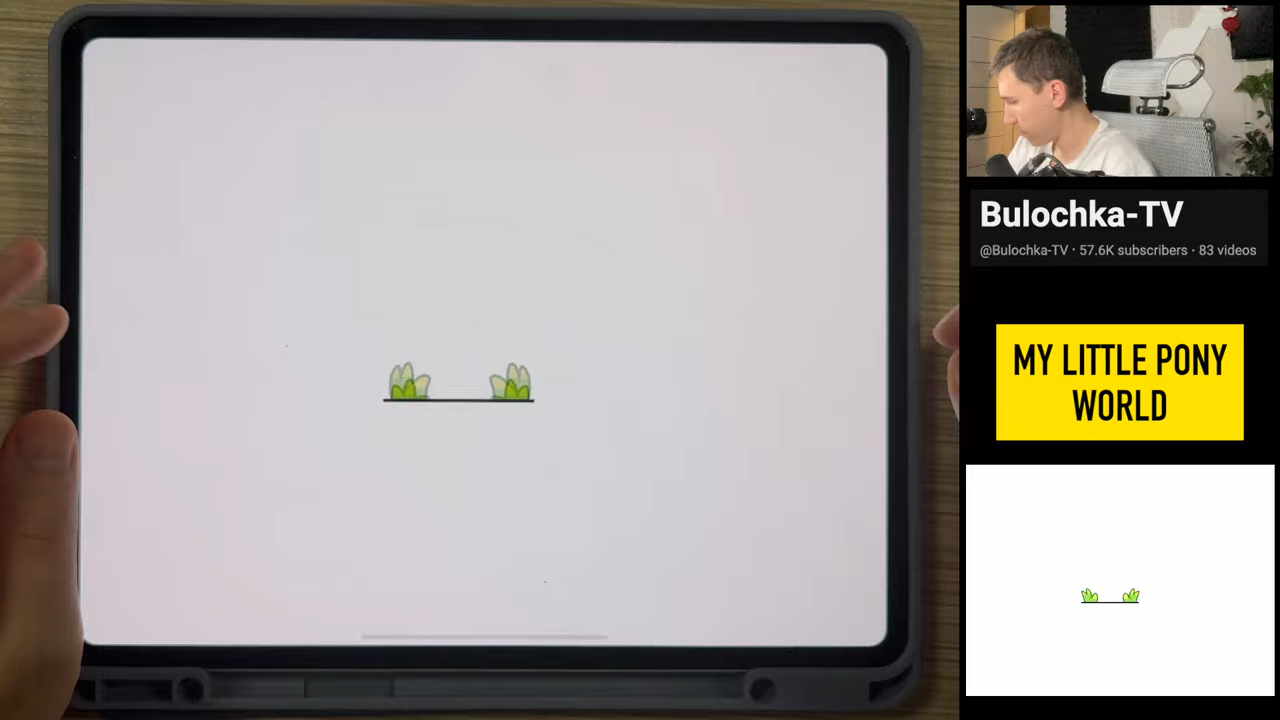 Bulochka-TV
@Bulochka-TV · 57.6K subscribers · 83 videos
MY LITTLE PONY
WORLD